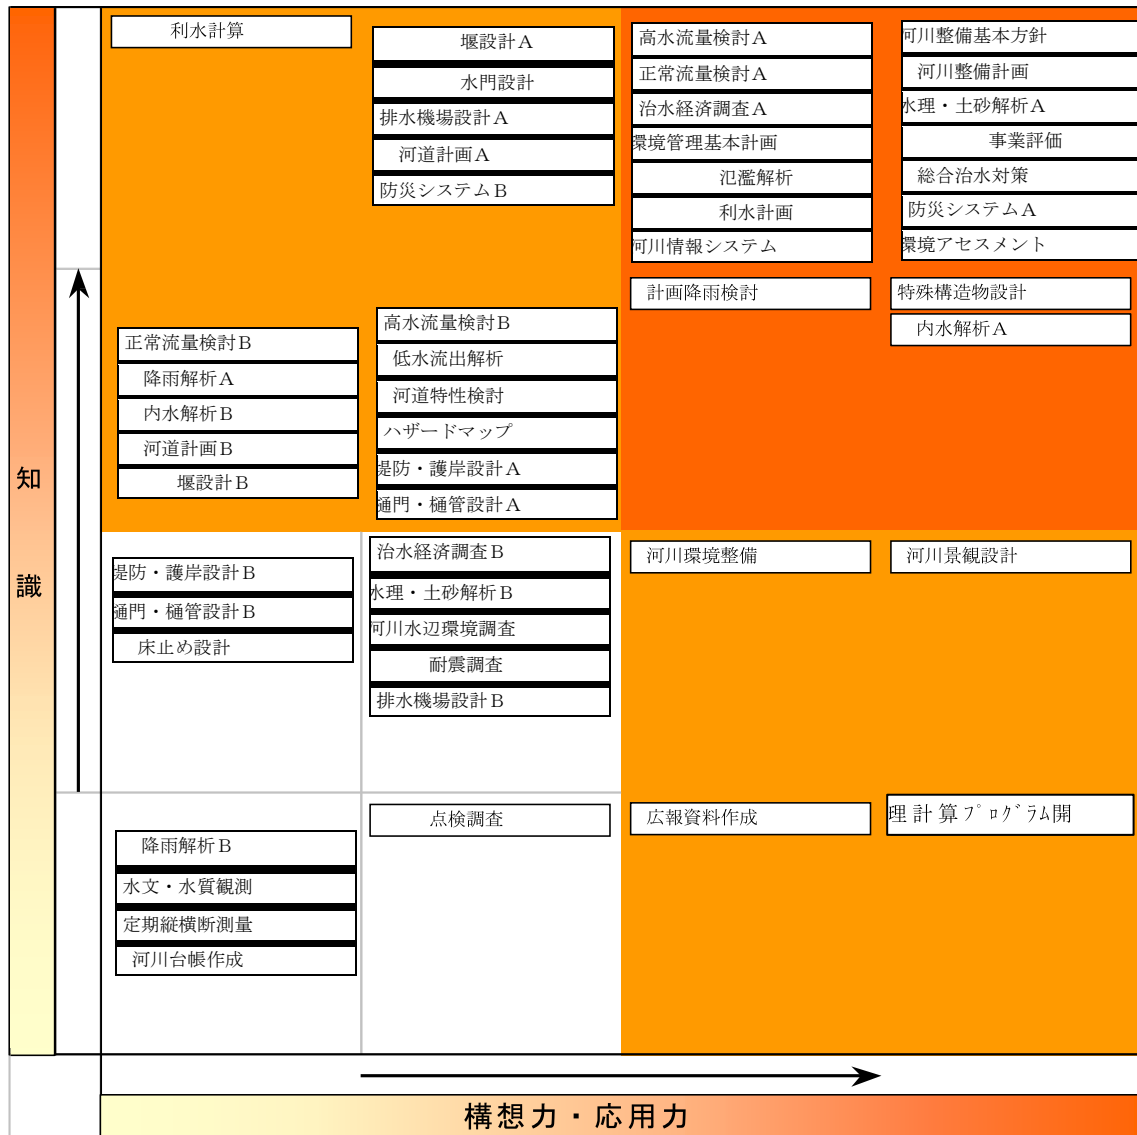 利水計算
堰設計Ａ
水門設計
排水機場設計Ａ
河道計画Ａ
防災システムＢ
高水流量検討Ａ
正常流量検討Ａ
治水経済調査Ａ
環境管理基本計画
氾濫解析
利水計画
河川情報システム
河川整備基本方針
河川整備計画
水理・土砂解析Ａ
事業評価
総合治水対策
防災システムＡ
環境アセスメント
正常流量検討Ｂ
降雨解析Ａ
内水解析Ｂ
河道計画Ｂ
堰設計Ｂ
高水流量検討Ｂ
低水流出解析
河道特性検討
ハザードマップ
堤防・護岸設計Ａ
樋門・樋管設計Ａ
計画降雨検討
特殊構造物設計
内水解析Ａ
知
識
堤防・護岸設計Ｂ
樋門・樋管設計Ｂ
床止め設計
治水経済調査Ｂ
水理・土砂解析Ｂ
河川水辺環境調査
耐震調査
排水機場設計Ｂ
河川環境整備
河川景観設計
降雨解析Ｂ
水文・水質観測
定期縦横断測量
河川台帳作成
点検調査
広報資料作成
理計算ﾌﾟﾛｸﾞﾗﾑ開
構想力・応用力